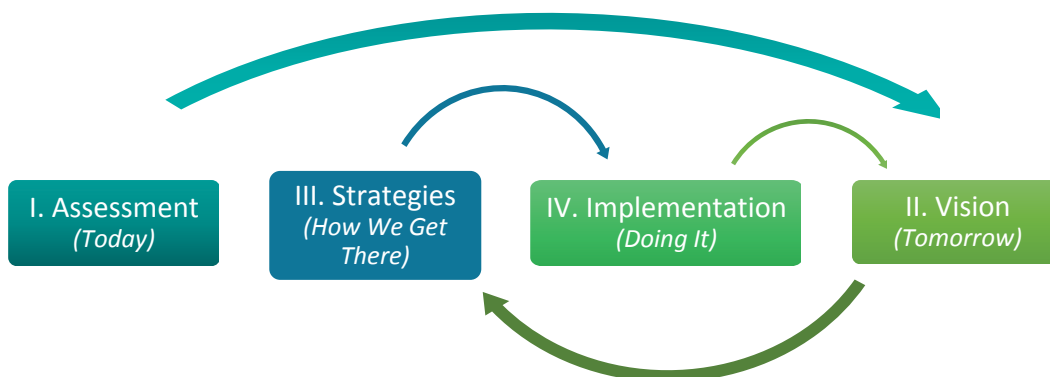 I. Assessment
(Today)
III. Strategies
(How We Get
There)
IV. Implementation
(Doing It)
II. Vision
(Tomorrow)